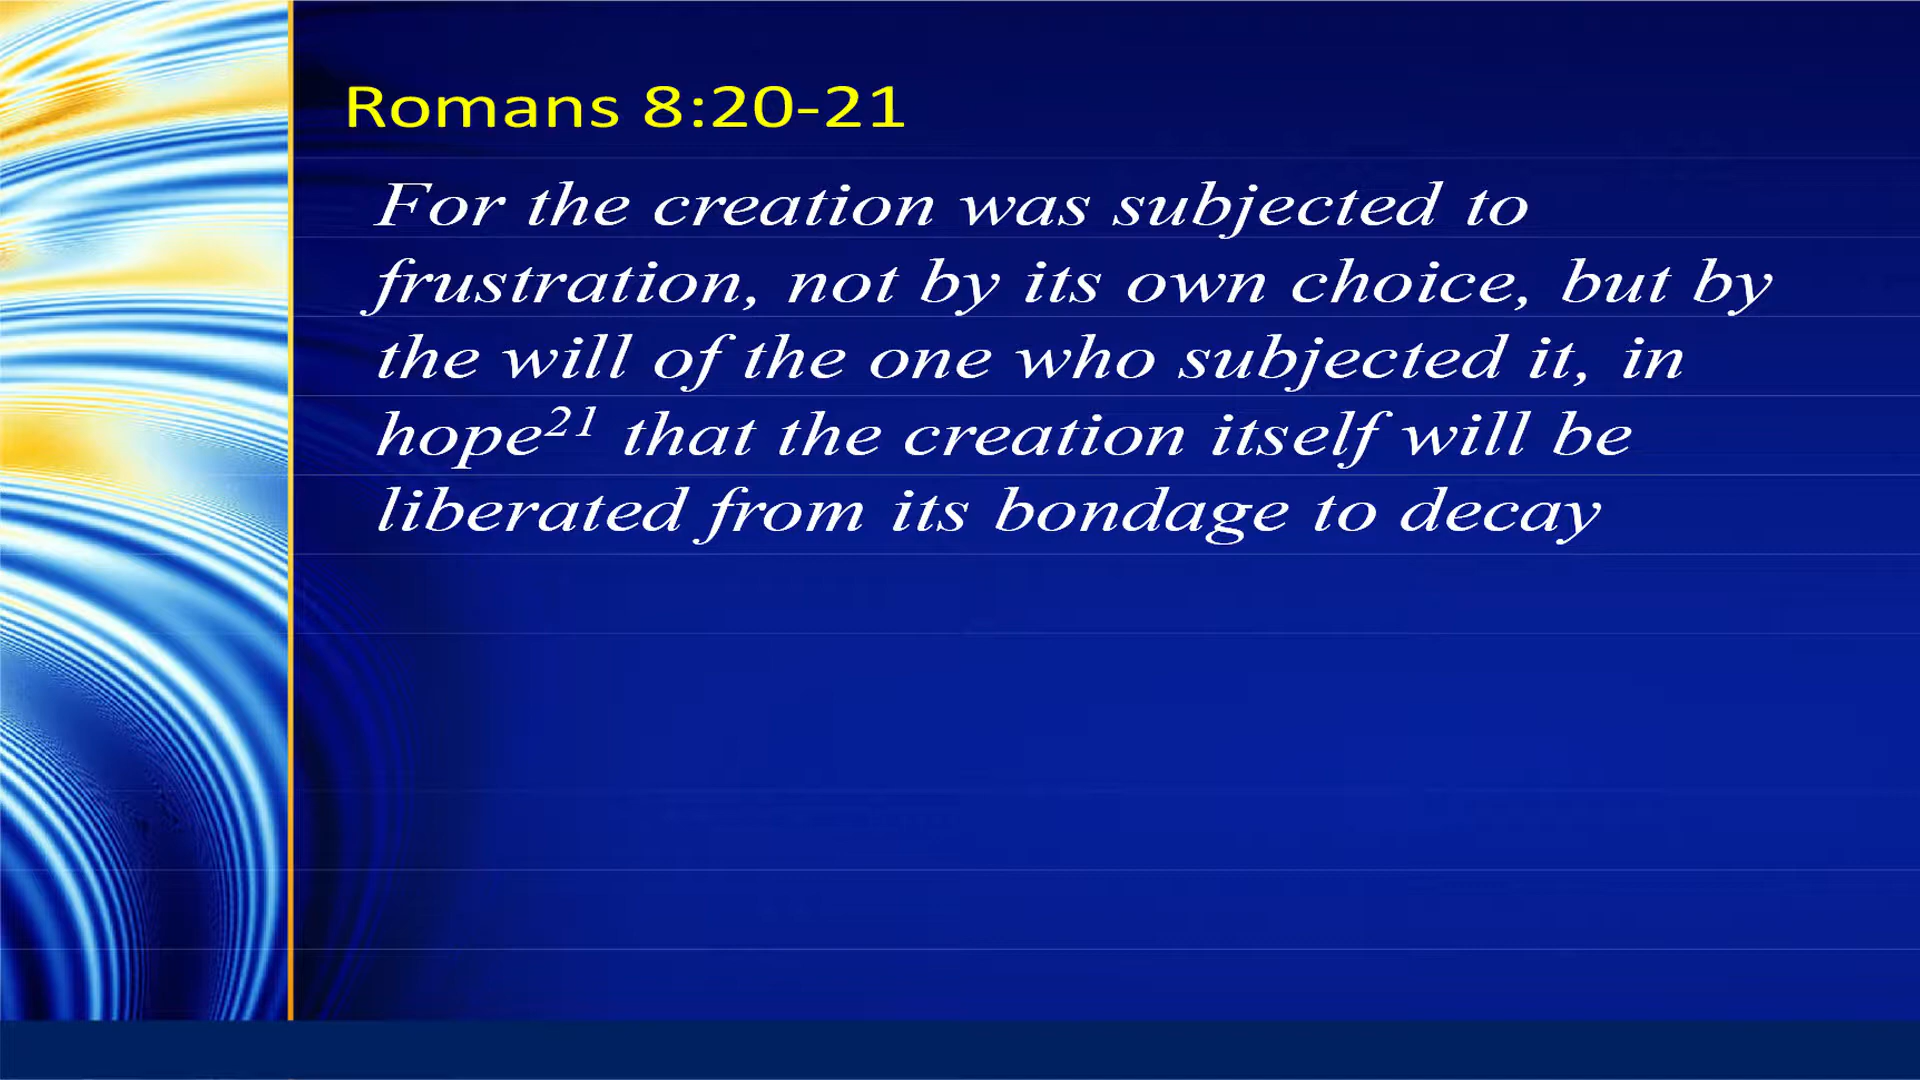 Romans 8:20-21
For the creation was subjected to
frustration, not by its own choice, but by
the will of the one who subjected it, in
hope²¹ that the creation itself will be
liberated from its bondage to decay